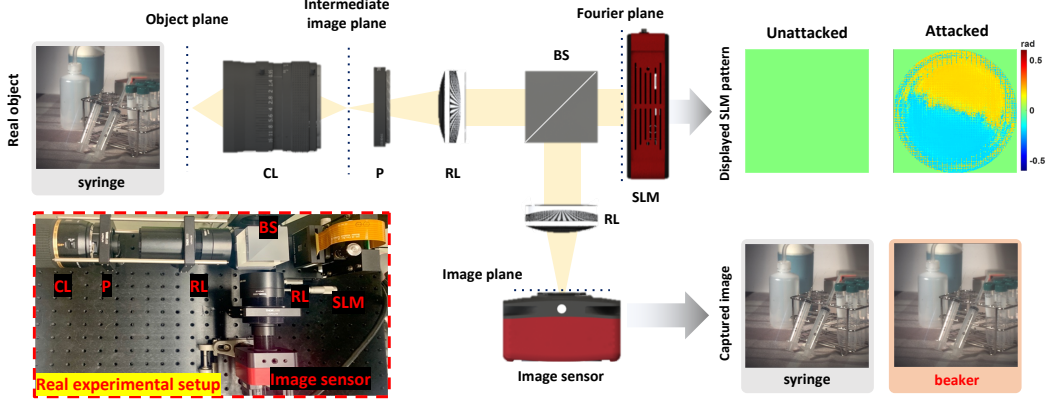 Real object
Object plane
Intermediate
image plane
Fourier plane
BS
Unattacked
Attacked
rad
0.5
0
-0.5
Displayed SLM pattern
syringe
CL
P
RL
SLM
RL
BS
CL
P
RL
RL
SLM
Real experimental setup
Image sensor
Image plane
Image sensor
Captured image
syringe
beaker